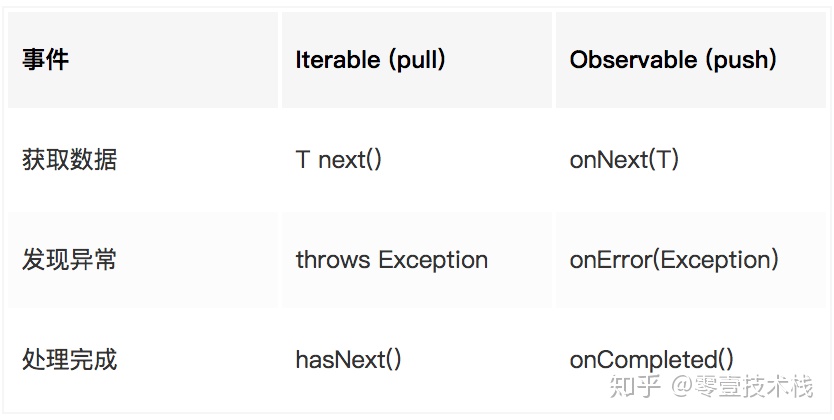 事件 Iterable (pull) Observable (push)
获取数据 T next() onNext(T)
发现异常 throws Exception onError(Exception)
处理完成 hasNext() onCompleted()
知乎 @零壹技术栈